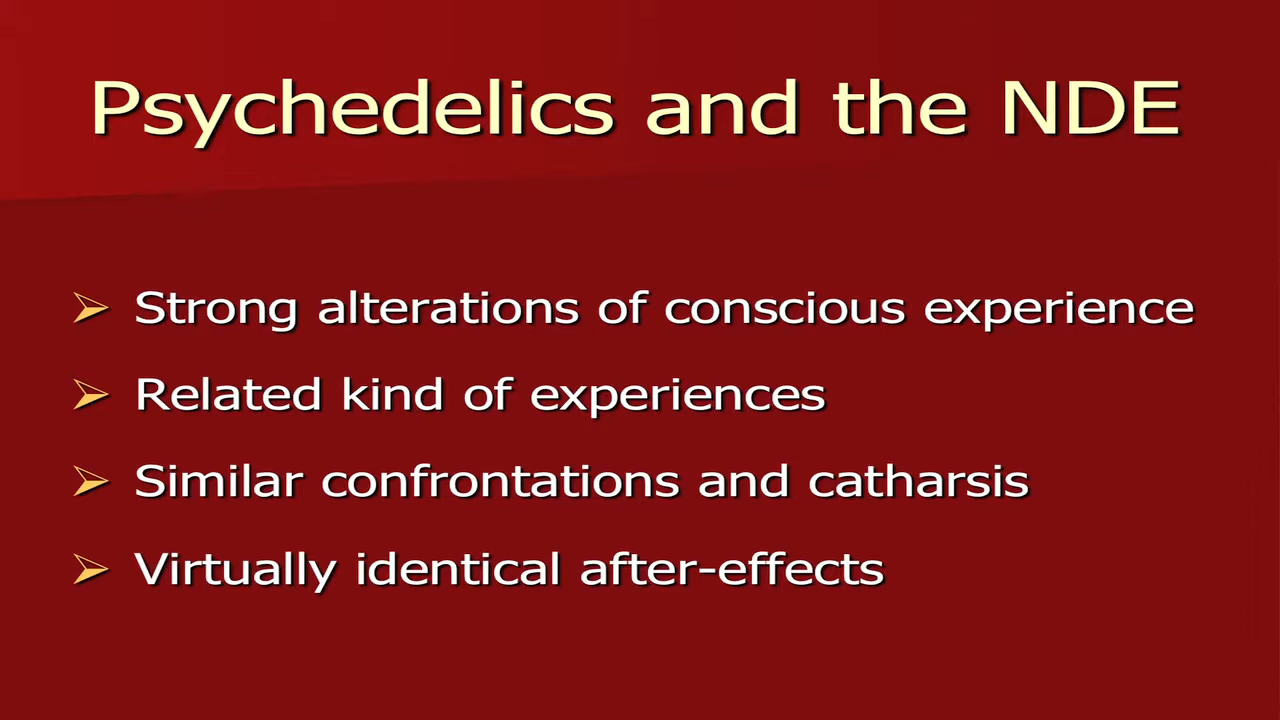 Psychedelics and the NDE
➢ Strong alterations of conscious experience
➢ Related kind of experiences
➢ Similar confrontations and catharsis
➢ Virtually identical after-effects